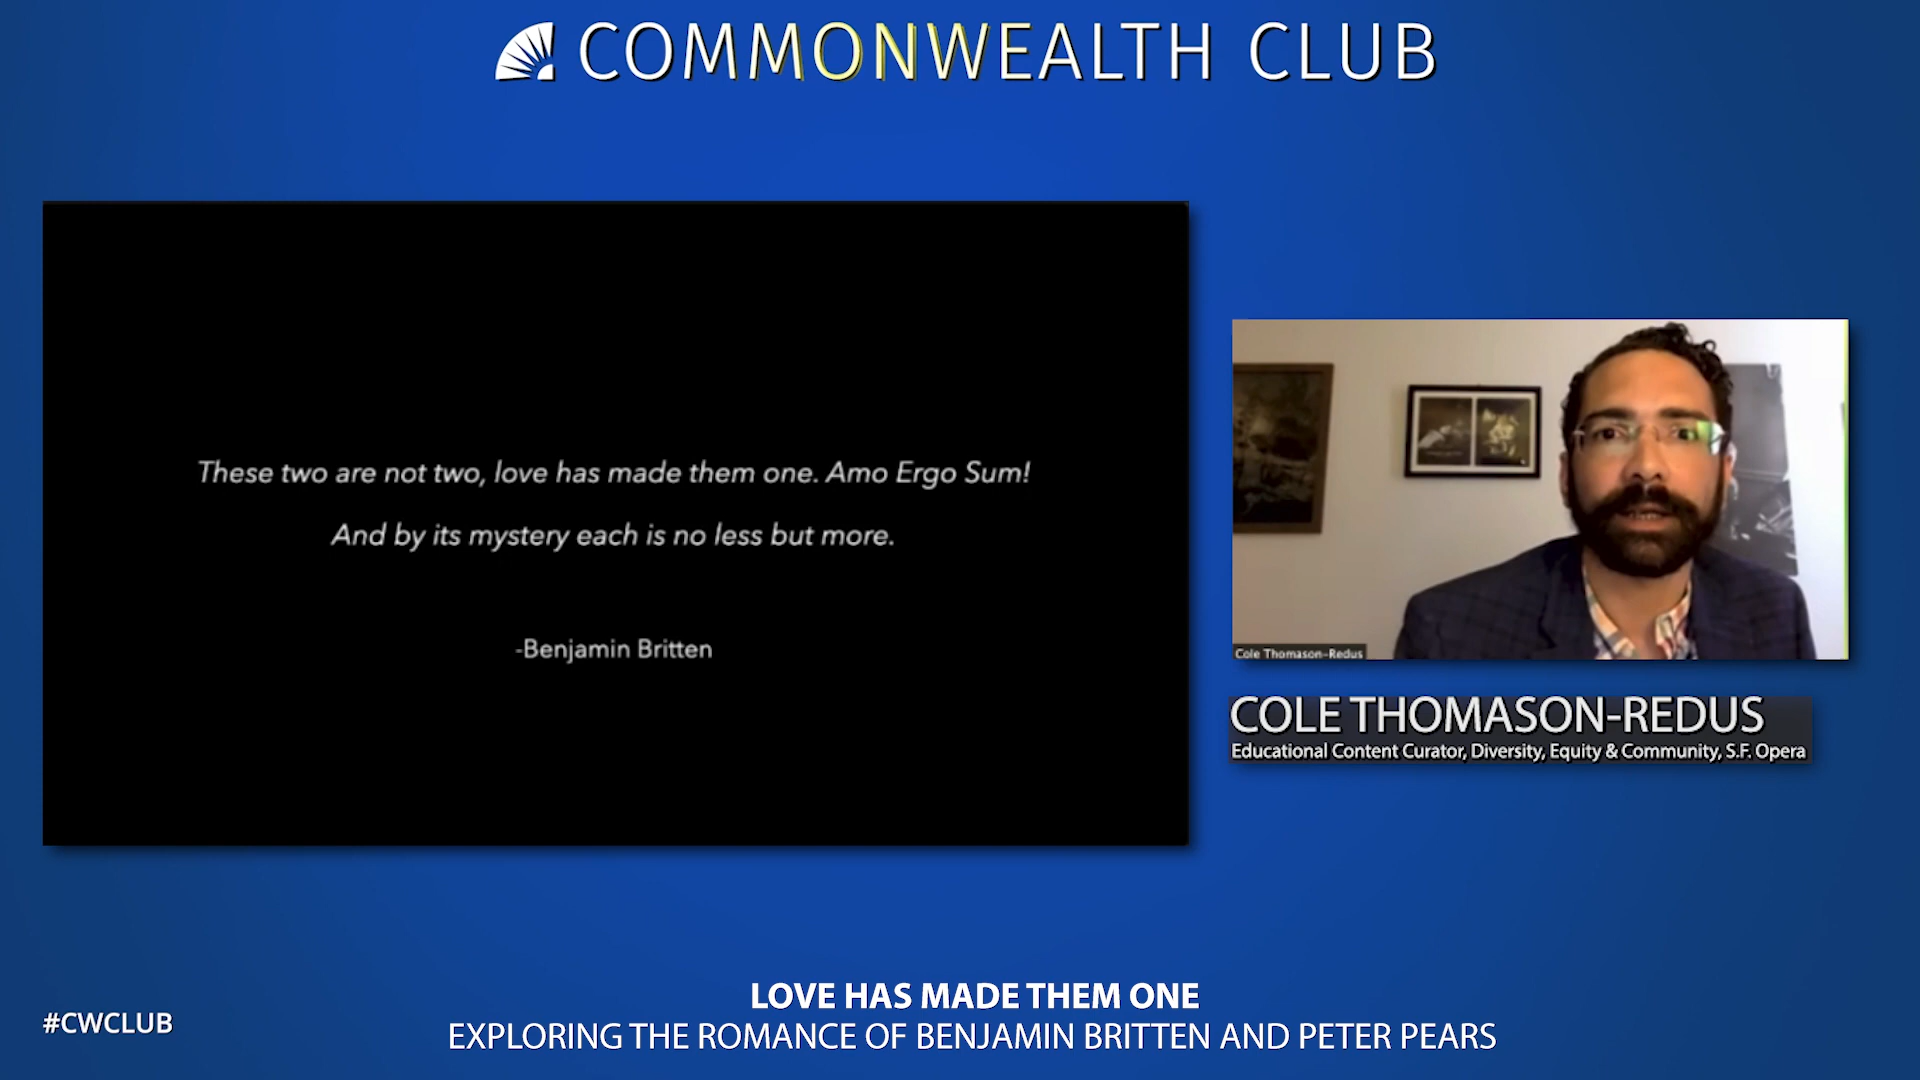 COMMONWEALTH CLUB
These two are not two, love has made them one. Amo Ergo Sum!
And by its mystery each is no less but more.
-Benjamin Britten
Cole Thomason-Redus
COLE THOMASON-REDUS
Educational Content Curator, Diversity, Equity & Community, S.F. Opera
LOVE HAS MADE THEM ONE
EXPLORING THE ROMANCE OF BENJAMIN BRITTEN AND PETER PEARS
#CWCLUB